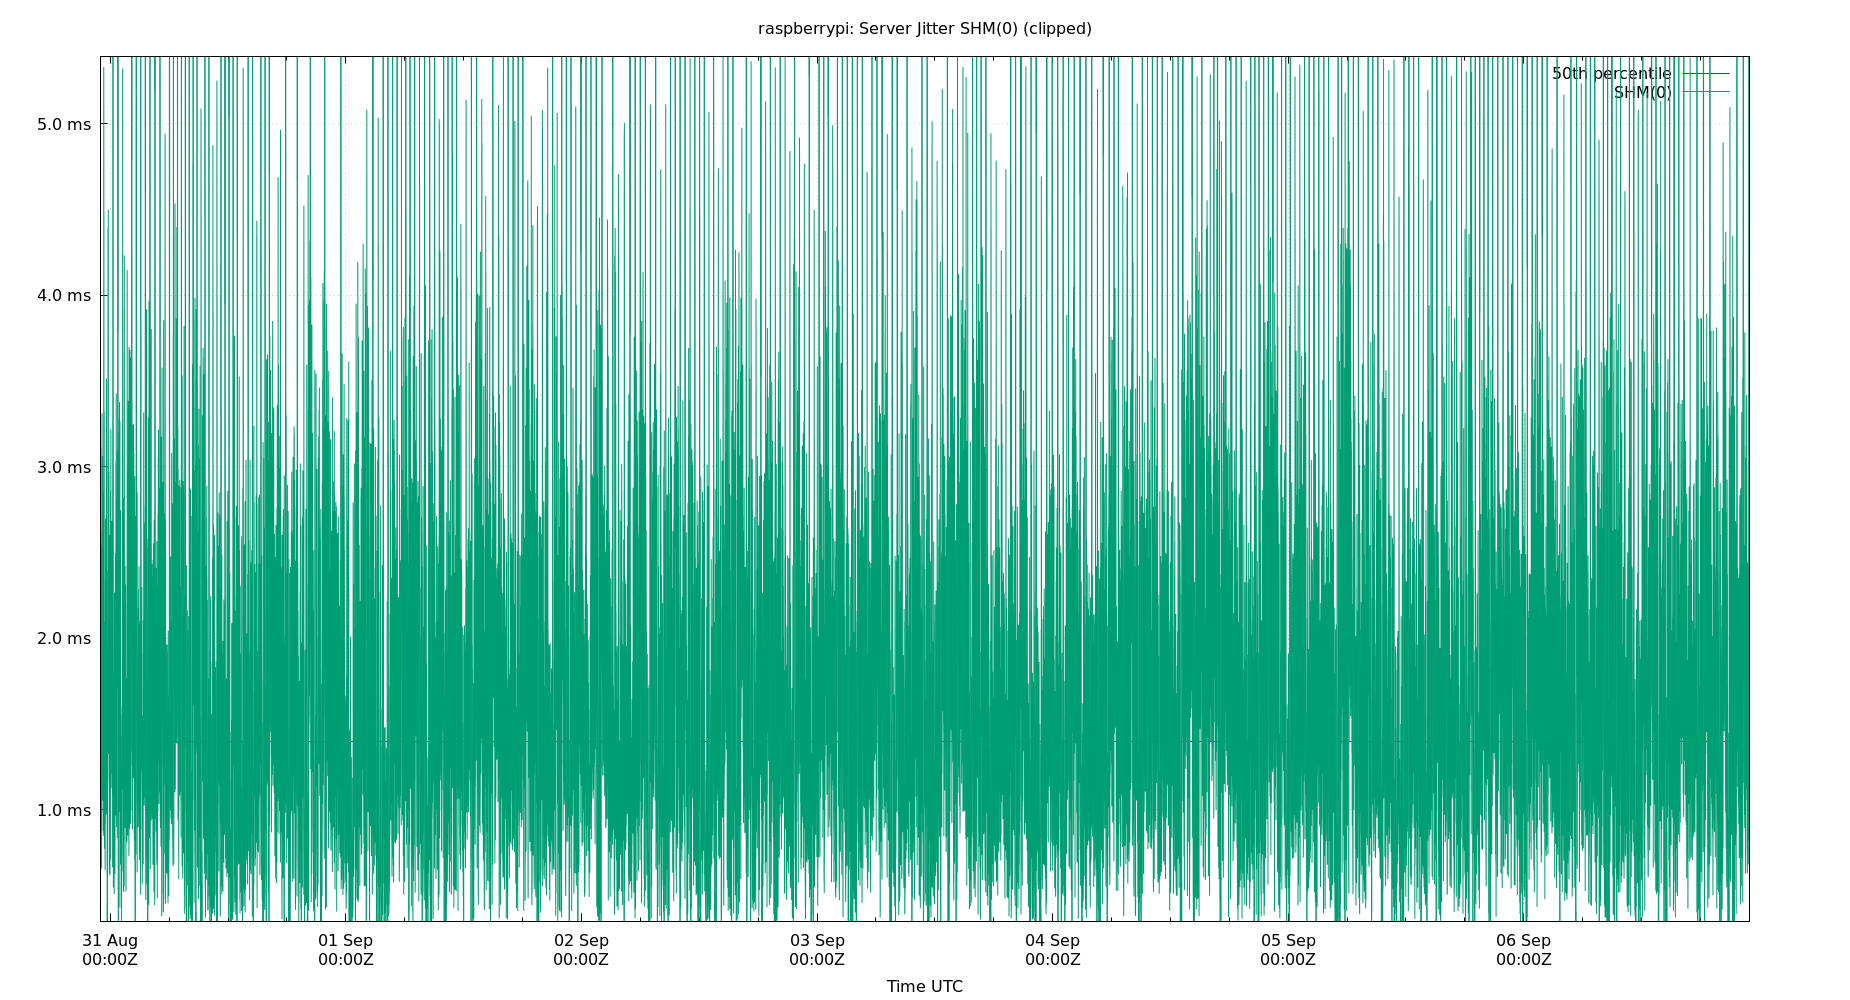 raspberrypi: Server Jitter SHM(0) (clipped)
50th percentile
SHM(0)
5.0 ms
4.0 ms
3.0 ms
2.0 ms
1.0 ms
31 Aug 01 Sep 02 Sep 03 Sep 04 Sep 05 Sep 06 Sep
00:00Z 00:00Z 00:00Z 00:00Z 00:00Z 00:00Z 00:00Z
Time UTC